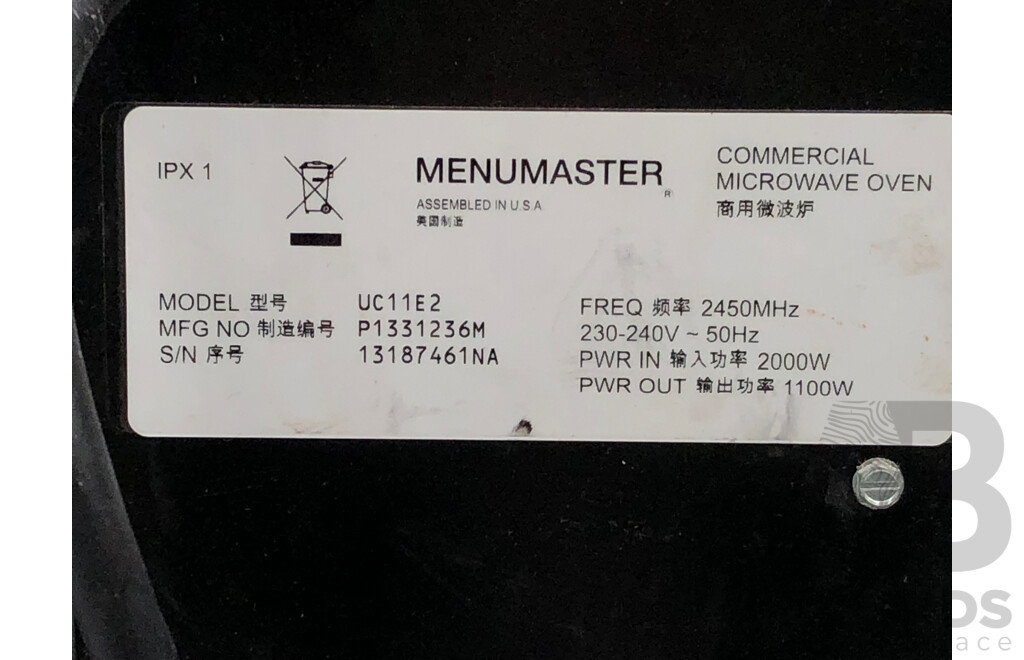 IPX 1
MENUMASTER®
ASSEMBLED IN U.S.A.
美国制造
COMMERCIAL
MICROWAVE OVEN
商用微波炉
MODEL 型号 UC11E2
MFG NO 制造编号 P1331236M
S/N 序号 13187461NA
FREQ 频率 2450MHz
230-240V ~ 50Hz
PWR IN 输入功率 2000W
PWR OUT 输出功率 1100W